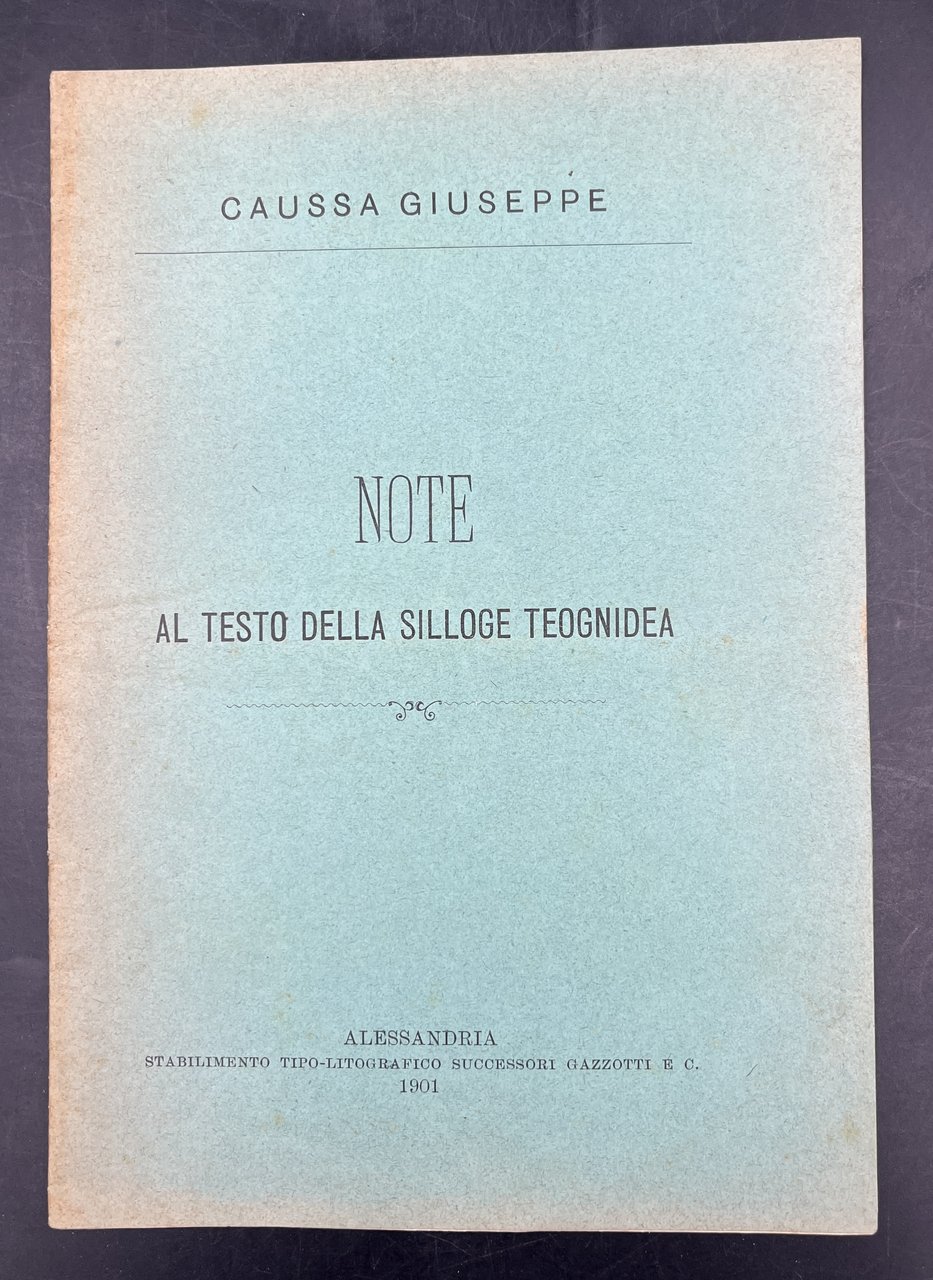 CAUSSA GIUSEPPE
NOTE
AL TESTO DELLA SILLOGE TEOGNIDEA
ALESSANDRIA
STABILIMENTO TIPO-LITOGRAFICO SUCCESSORI GAZZOTTI E C.
1901